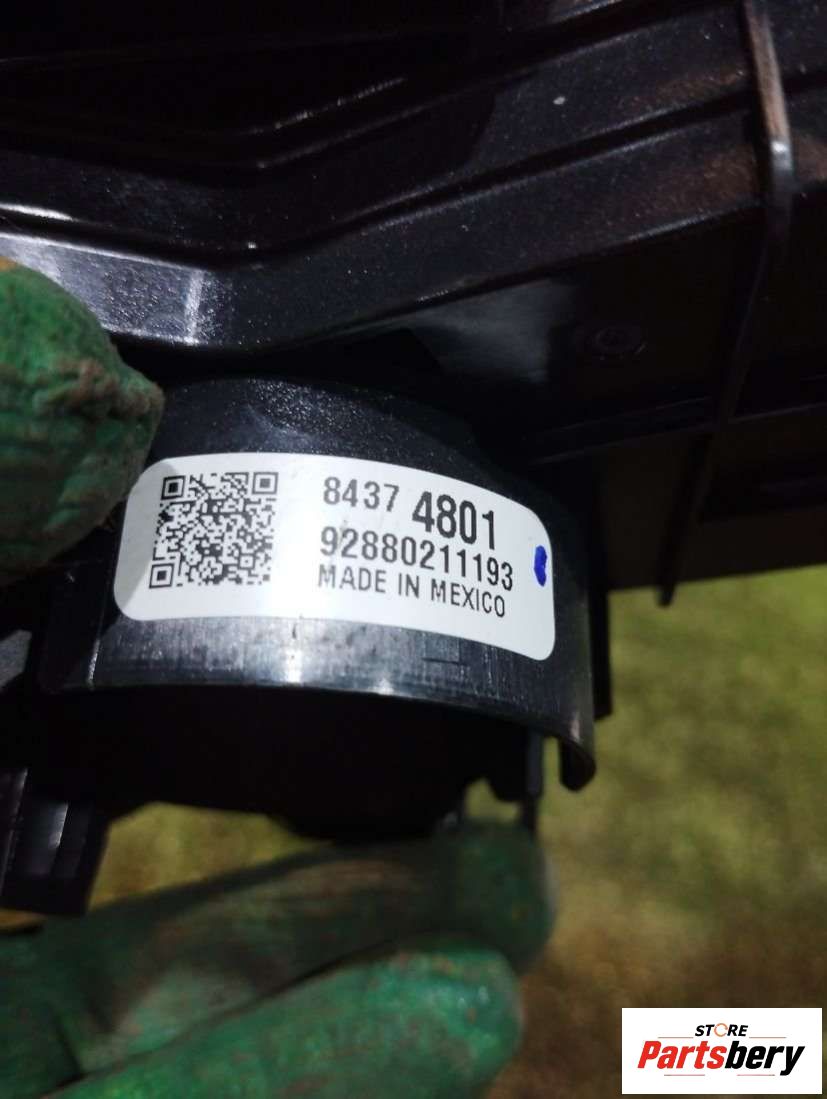 8437 4801
92880211193
MADE IN MEXICO
STORE
Partsbery